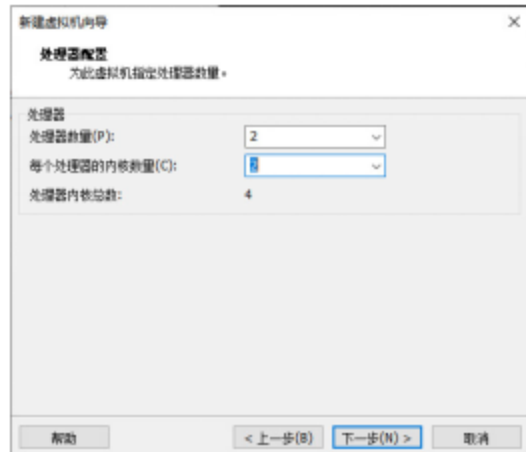 新建虚拟机向导
处理器配置
为此虚拟机指定处理器数量。
处理器
处理器数量(P): 2
每个处理器的内核数量(C): 2
处理器内核总数: 4
帮助 < 上一步(B) 下一步(N) > 取消